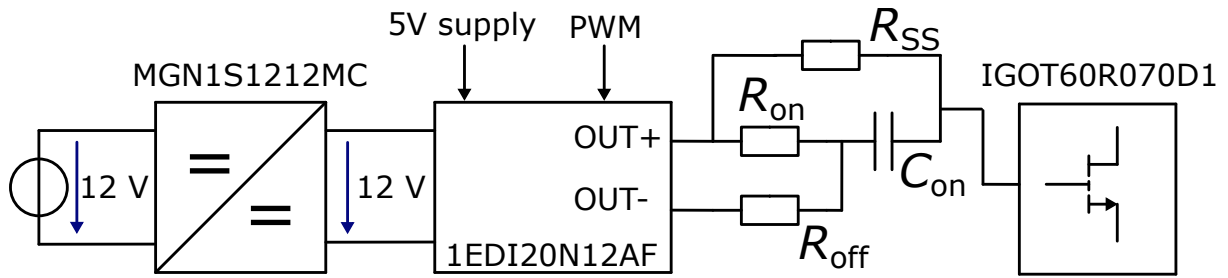 5V supply
PWM
R_SS
MGN1S1212MC
IGOT60R070D1
R_on
OUT+
=
12 V
12 V
C_on
=
OUT-
1EDI20N12AF
R_off